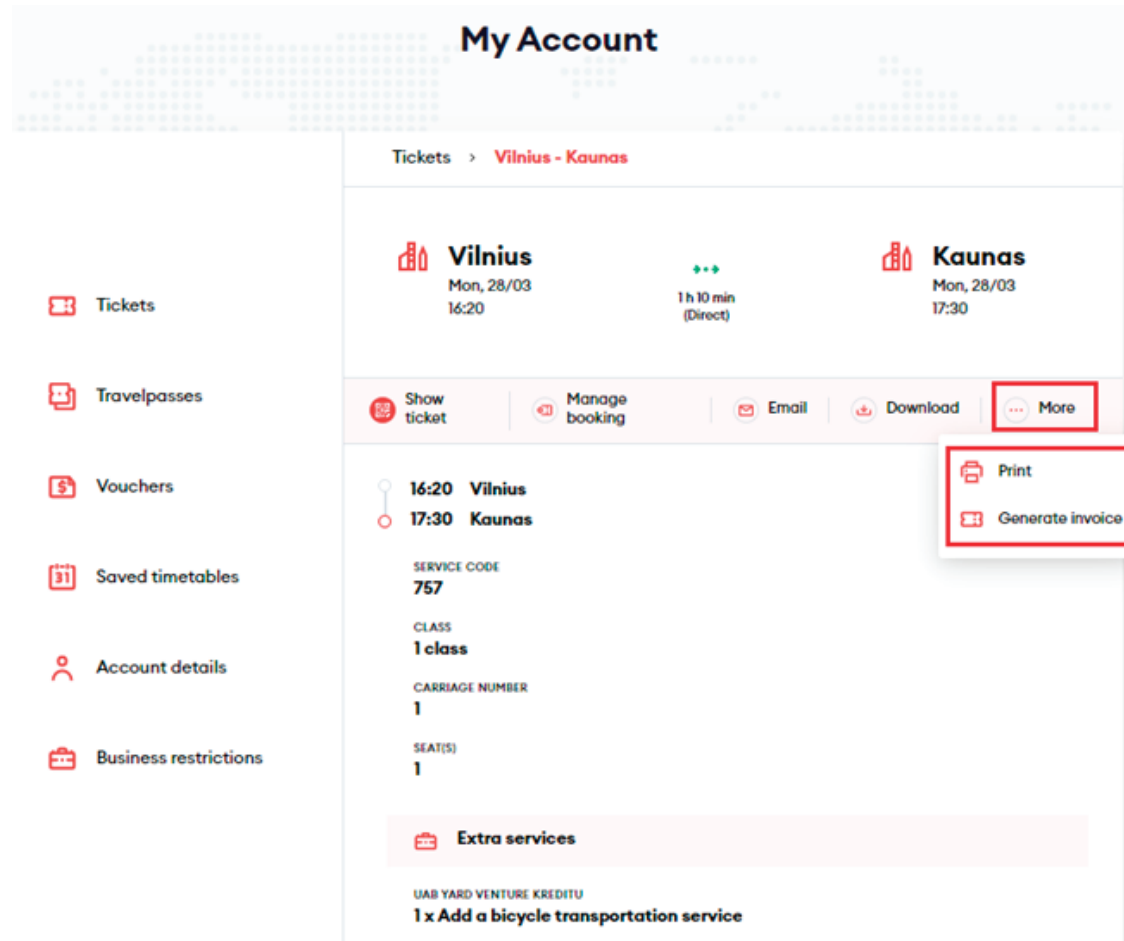 My Account
Tickets > Vilnius - Kaunas
Vilnius
Mon, 28/03
16:20
1 h 10 min
(Direct)
Kaunas
Mon, 28/03
17:30
Tickets
Travelpasses
Vouchers
Saved timetables
31
Account details
Business restrictions
Show
ticket
Manage
booking
Email
Download
More
Print
Generate invoice
16:20 Vilnius
17:30 Kaunas
SERVICE CODE
757
CLASS
1 class
CARRIAGE NUMBER
1
SEAT(S)
1
Extra services
UAB YARD VENTURE KREDITU
1 x Add a bicycle transportation service